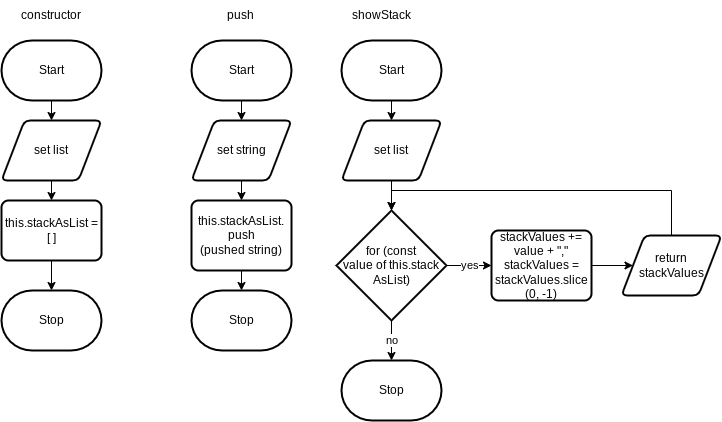 constructor
push
showStack
Start
Start
Start
set list
set string
set list
this.stackAsList =
[ ]
this.stackAsList.
push
(pushed string)
for (const
value of this.stack
AsList)
yes
stackValues +=
value + ","
stackValues =
stackValues.slice
(0, -1)
return
stackValues
Stop
Stop
no
Stop